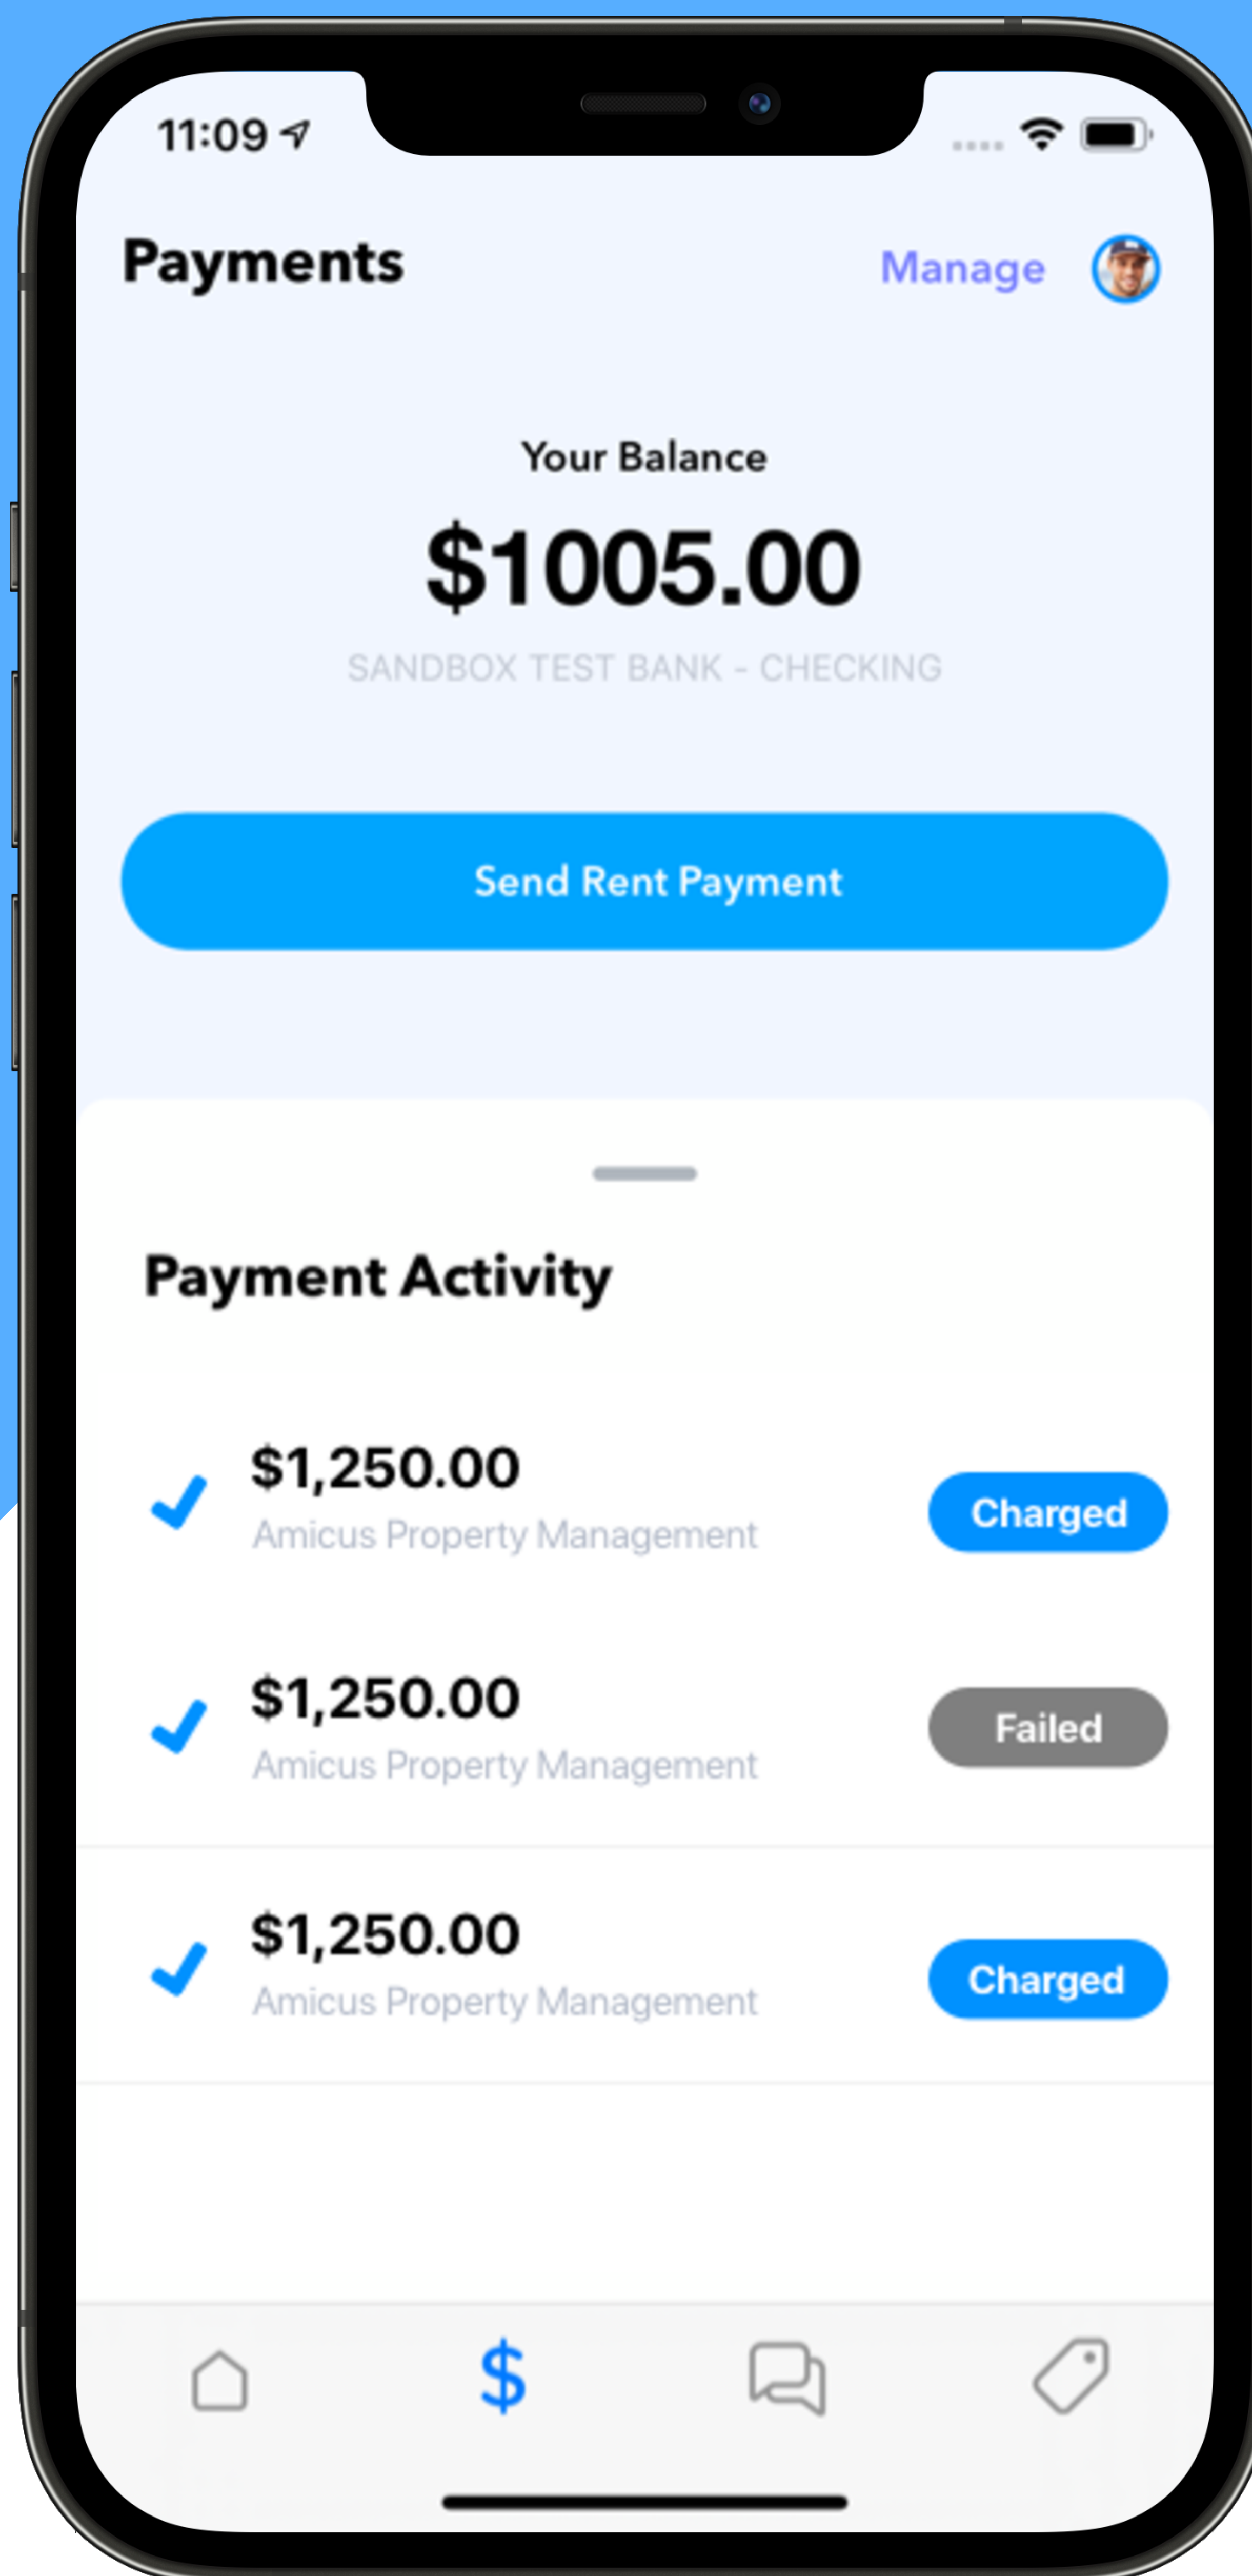 11:09
Payments
Manage
Your Balance
$1005.00
SANDBOX TEST BANK - CHECKING
Send Rent Payment
Payment Activity
$1,250.00
Amicus Property Management
Charged
$1,250.00
Amicus Property Management
Failed
$1,250.00
Amicus Property Management
Charged
$